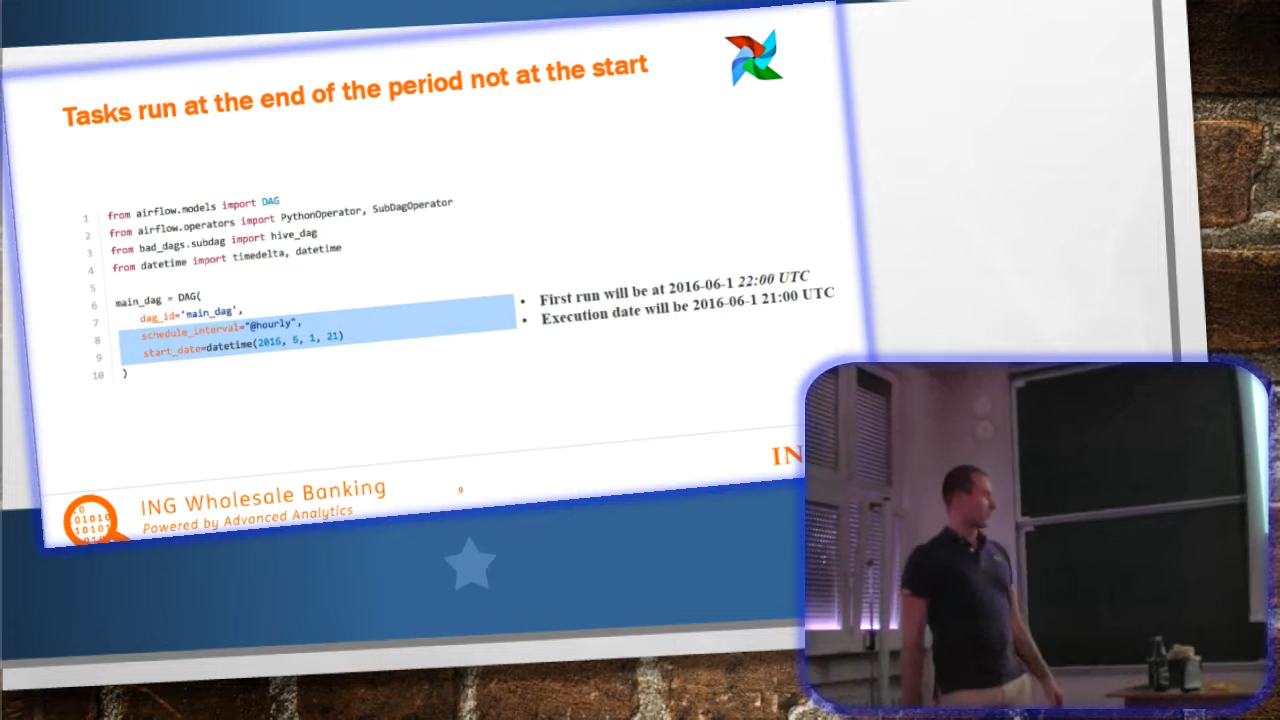 Tasks run at the end of the period not at the start
1 from airflow.models import DAG
2 from airflow.operators import PythonOperator, SubDagOperator
3 from bad_dags.subdag import hive_dag
4 from datetime import timedelta, datetime
5
6 main_dag = DAG(
7 dag_id='main_dag',
8 schedule_interval="@hourly",
9 start_date=datetime(2016, 5, 1, 21)
10 )
• First run will be at 2016-06-1 22:00 UTC
• Execution date will be 2016-06-1 21:00 UTC
IN
10
01010
1010
ING Wholesale Banking
Powered by Advanced Analytics
9